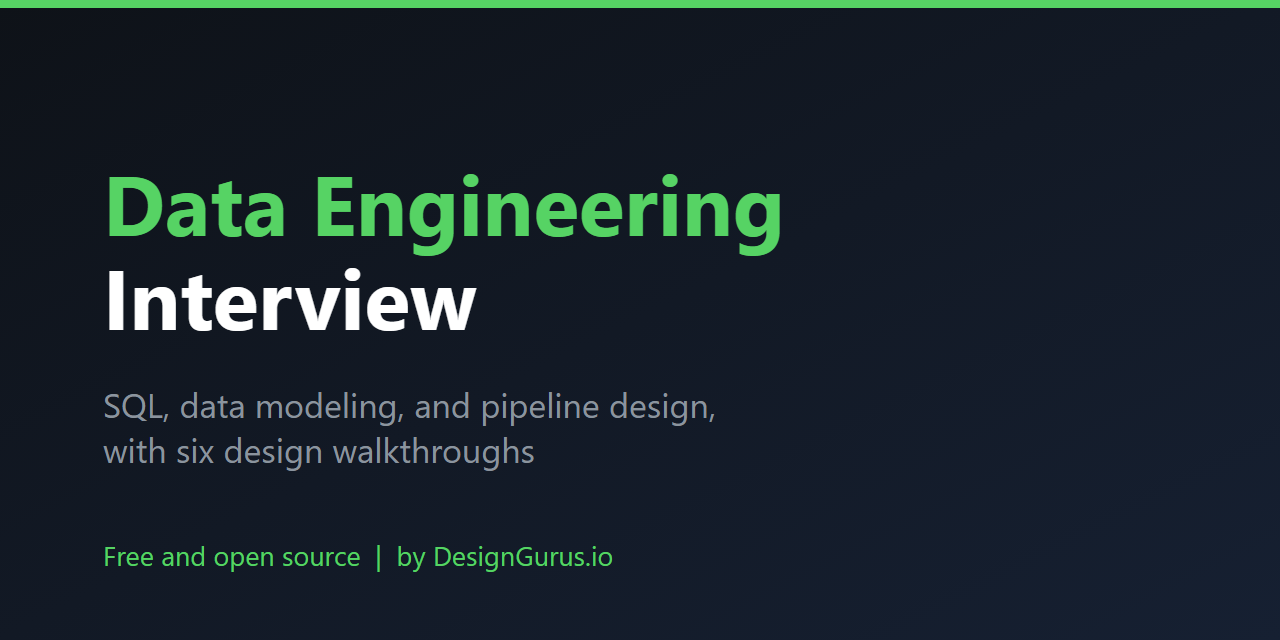 Data Engineering
Interview
SQL, data modeling, and pipeline design,
with six design walkthroughs
Free and open source | by DesignGurus.io